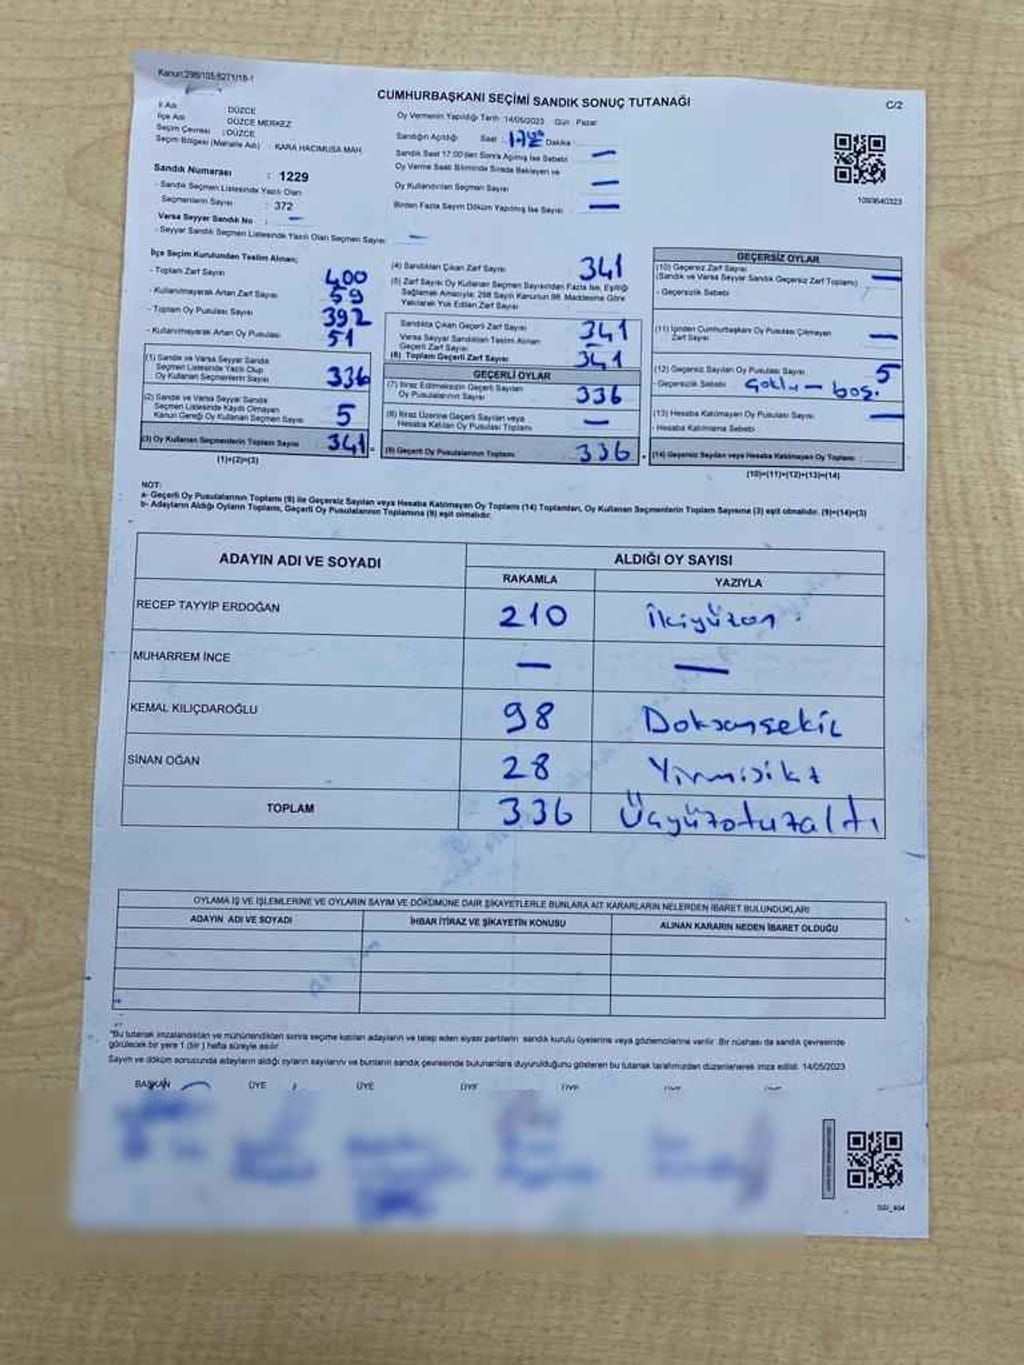 Kanun:298/105,6271/18-1
CUMHURBAŞKANI SEÇİMİ SANDIK SONUÇ TUTANAĞI
C/2
İl Adı : DÜZCE
İlçe Adı : DÜZCE MERKEZ
Seçim Çevresi : DÜZCE
Seçim Bölgesi (Mahalle Adı) : KARA HACIMUSA MAH.
Sandık Numarası : 1229
- Sandık Seçmen Listesinde Yazılı Olan
Seçmenlerin Sayısı : 372
Varsa Seyyar Sandık No : —
- Seyyar Sandık Seçmen Listesinde Yazılı Olan Seçmen Sayısı : —
Oy Vermenin Yapıldığı Tarih : 14/05/2023 Gün : Pazar
Sandığın Açıldığı Saat : Dakika :
Sandık Saat 17:00'den Sonra Açılmış İse Sebebi : —
Oy Verme Saati Bitiminde Sırada Bekleyen ve
Oy Kullandırılan Seçmen Sayısı : —
Birden Fazla Sayım Döküm Yapılmış İse Sayısı : —
1093640323
İlçe Seçim Kurulundan Teslim Alınan;
- Toplam Zarf Sayısı 400
- Kullanılmayarak Artan Zarf Sayısı 59
- Toplam Oy Pusulası Sayısı 392
- Kullanılmayarak Artan Oy Pusulası 51
(1) Sandık ve Varsa Seyyar Sandık
Seçmen Listesinde Yazılı Olup
Oy Kullanan Seçmenlerin Sayısı 336
(2) Sandık ve Varsa Seyyar Sandık
Seçmen Listesinde Kayıtlı Olmayan
Kanun Gereği Oy Kullanan Seçmen Sayısı 5
(3) Oy Kullanan Seçmenlerin Toplam Sayısı 341 =
(1)+(2)=(3)
(4) Sandıktan Çıkan Zarf Sayısı 341
(5) Zarf Sayısı Oy Kullanan Seçmen Sayısından Fazla İse, Eşitliği
Sağlamak Amacıyla, 298 Sayılı Kanunun 98. Maddesine Göre
Yakılarak Yok Edilen Zarf Sayısı
Sandıkta Çıkan Geçerli Zarf Sayısı 341
Varsa Seyyar Sandıktan Teslim Alınan
Geçerli Zarf Sayısı —
(6) Toplam Geçerli Zarf Sayısı 341
GEÇERLİ OYLAR
(7) İtiraz Edilmeksizin Geçerli Sayılan
Oy Pusulalarının Sayısı 336
(8) İtiraz Üzerine Geçerli Sayılan veya
Hesaba Katılan Oy Pusulası Toplamı —
(9) Geçerli Oy Pusulalarının Toplamı 336
GEÇERSİZ OYLAR
(10) Geçersiz Zarf Sayısı
(Sandık ve Varsa Seyyar Sandık Geçersiz Zarf Toplamı) —
- Geçersizlik Sebebi :
(11) İçinden Cumhurbaşkanı Oy Pusulası Çıkmayan
Zarf Sayısı —
(12) Geçersiz Sayılan Oy Pusulası Sayısı 5
- Geçersizlik Sebebi : Çoklu - boş.
(13) Hesaba Katılmayan Oy Pusulası Sayısı —
- Hesaba Katılmama Sebebi :
(14) Geçersiz Sayılan veya Hesaba Katılmayan Oy Toplamı :
(10)+(11)+(12)+(13)=(14)
NOT:
a- Geçerli Oy Pusulalarının Toplamı (9) ile Geçersiz Sayılan veya Hesaba Katılmayan Oy Toplamı (14) Toplamları, Oy Kullanan Seçmenlerin Toplam Sayısına (3) eşit olmalıdır. (9)+(14)=(3)
b- Adayların Aldığı Oyların Toplamı, Geçerli Oy Pusulalarının Toplamına (9) eşit olmalıdır.
ADAYIN ADI VE SOYADI
ALDIĞI OY SAYISI
RAKAMLA YAZIYLA
RECEP TAYYİP ERDOĞAN 210 İkiyüzon
MUHARREM İNCE — —
KEMAL KILIÇDAROĞLU 98 Doksansekiz
SİNAN OĞAN 28
TOPLAM 336 Üçyüzotuzaltı
OYLAMA İŞ VE İŞLEMLERİNE VE OYLARIN SAYIM VE DÖKÜMÜNE DAİR ŞİKAYETLERLE BUNLARA AİT KARARLARIN NELERDEN İBARET BULUNDUKLARI
ADAYIN ADI VE SOYADI İHBAR İTİRAZ VE ŞİKAYETİN KONUSU ALINAN KARARIN NEDEN İBARET OLDUĞU
*Bu tutanak imzalandıktan ve mühürlendikten sonra seçime katılan adayların ve talep eden siyasi partilerin sandık kurulu üyelerine veya gözlemcilerine verilir. Bir nüshası da sandık çevresinde
görülecek bir yere 1 (bir) hafta süreyle asılır.
Sayım ve döküm sonucunda adayların aldığı oyların sayılarını ve bunların sandık çevresinde bulunanlara duyurulduğunu gösteren bu tutanak tarafımızdan düzenlenerek imza edildi. 14/05/2023
BAŞKAN ÜYE ÜYE ÜYE ÜYE